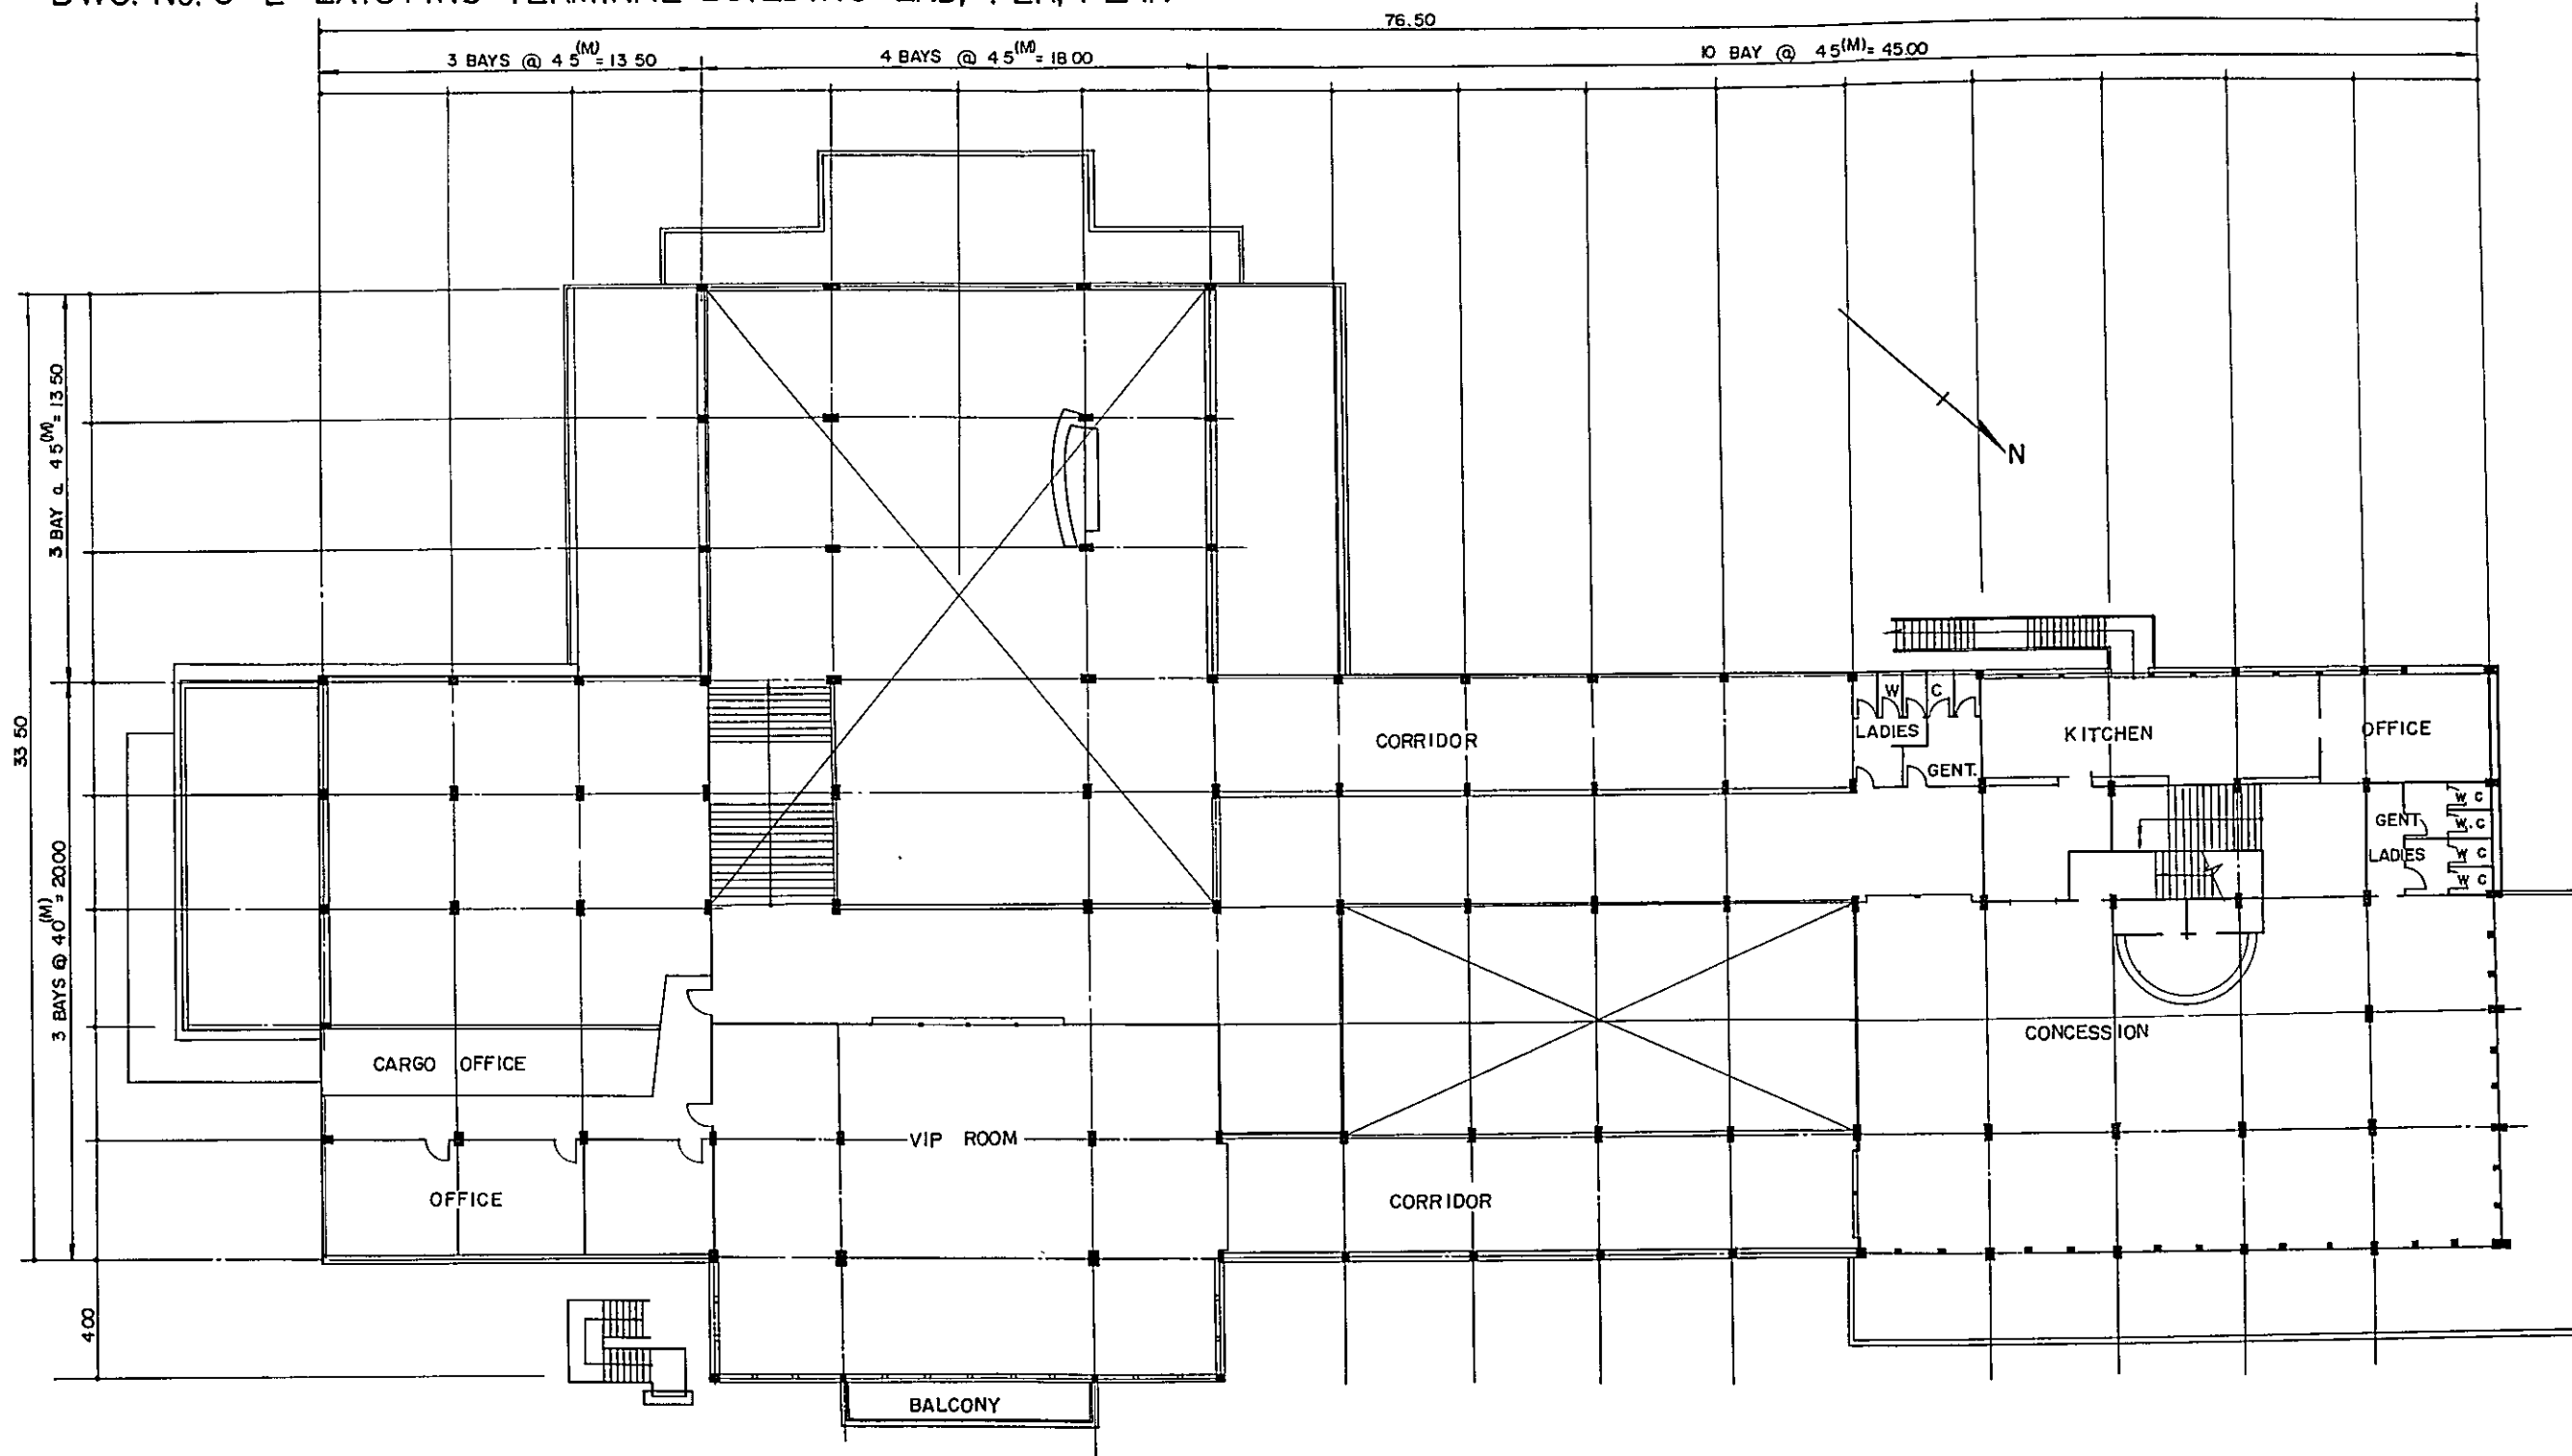 76.50
3 BAYS @ 4 5(M) = 13 50
4 BAYS @ 4 5(M) = 18 00
10 BAY @ 4 5(M) = 45.00
3 BAY a 4 5(M) = 13 50
33 50
3 BAYS @ 4 0(M) = 20.00
4 00
N
CORRIDOR
W C
LADIES
GENT.
KITCHEN
OFFICE
W C
GENT.
W. C
LADIES
W C
W C
CONCESSION
CARGO OFFICE
VIP ROOM
OFFICE
CORRIDOR
BALCONY